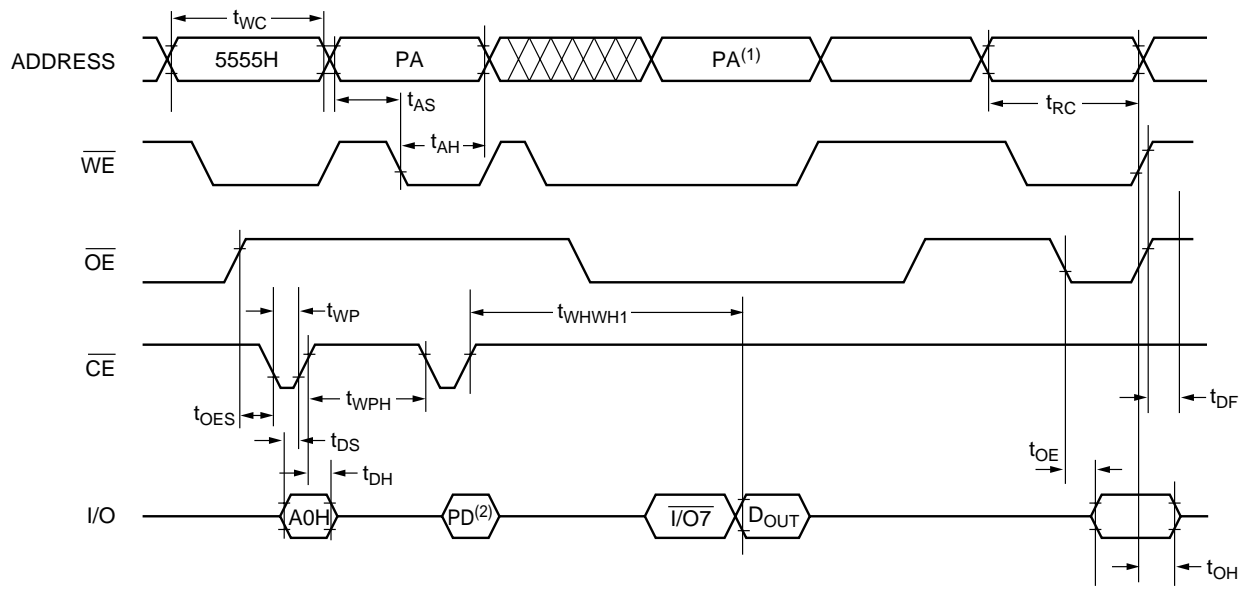 tWC
ADDRESS 5555H PA PA(1)
tAS
tRC
tAH
WE
OE
tWP
tWHWH1
CE
tWPH
tDF
tOES
tDS
tOE
tDH
I/O A0H PD(2) I/O7 DOUT
tOH